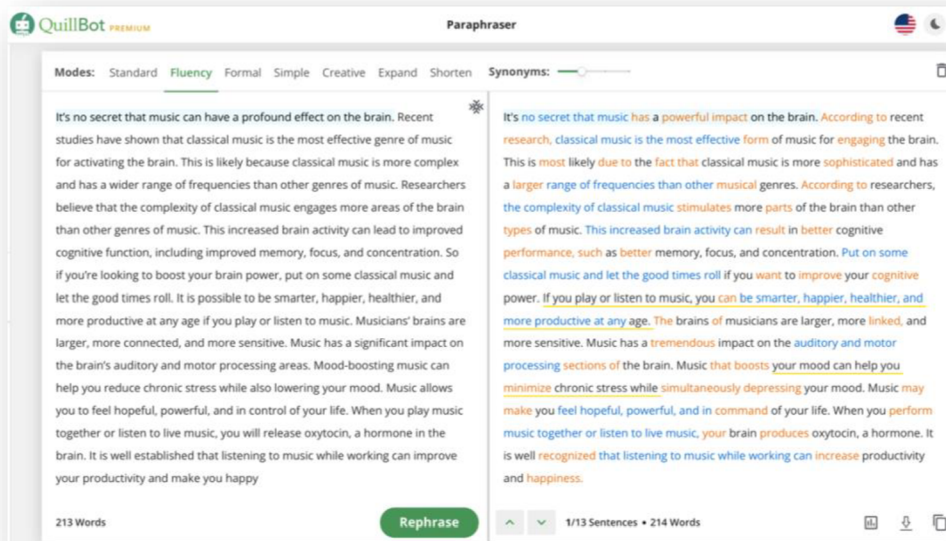 QuillBot PREMIUM
Paraphraser
Modes: Standard Fluency Formal Simple Creative Expand Shorten Synonyms:
It's no secret that music can have a profound effect on the brain. Recent
studies have shown that classical music is the most effective genre of music
for activating the brain. This is likely because classical music is more complex
and has a wider range of frequencies than other genres of music. Researchers
believe that the complexity of classical music engages more areas of the brain
than other genres of music. This increased brain activity can lead to improved
cognitive function, including improved memory, focus, and concentration. So
if you're looking to boost your brain power, put on some classical music and
let the good times roll. It is possible to be smarter, happier, healthier, and
more productive at any age if you play or listen to music. Musicians' brains are
larger, more connected, and more sensitive. Music has a significant impact on
the brain's auditory and motor processing areas. Mood-boosting music can
help you reduce chronic stress while also lowering your mood. Music allows
you to feel hopeful, powerful, and in control of your life. When you play music
together or listen to live music, you will release oxytocin, a hormone in the
brain. It is well established that listening to music while working can improve
your productivity and make you happy
213 Words
Rephrase
It's no secret that music has a powerful impact on the brain. According to recent
research, classical music is the most effective form of music for engaging the brain.
This is most likely due to the fact that classical music is more sophisticated and has
a larger range of frequencies than other musical genres. According to researchers,
the complexity of classical music stimulates more parts of the brain than other
types of music. This increased brain activity can result in better cognitive
performance, such as better memory, focus, and concentration. Put on some
classical music and let the good times roll if you want to improve your cognitive
power. If you play or listen to music, you can be smarter, happier, healthier, and
more productive at any age. The brains of musicians are larger, more linked, and
more sensitive. Music has a tremendous impact on the auditory and motor
processing sections of the brain. Music that boosts your mood can help you
minimize chronic stress while simultaneously depressing your mood. Music may
make you feel hopeful, powerful, and in command of your life. When you perform
music together or listen to live music, your brain produces oxytocin, a hormone. It
is well recognized that listening to music while working can increase productivity
and happiness.
1/13 Sentences • 214 Words